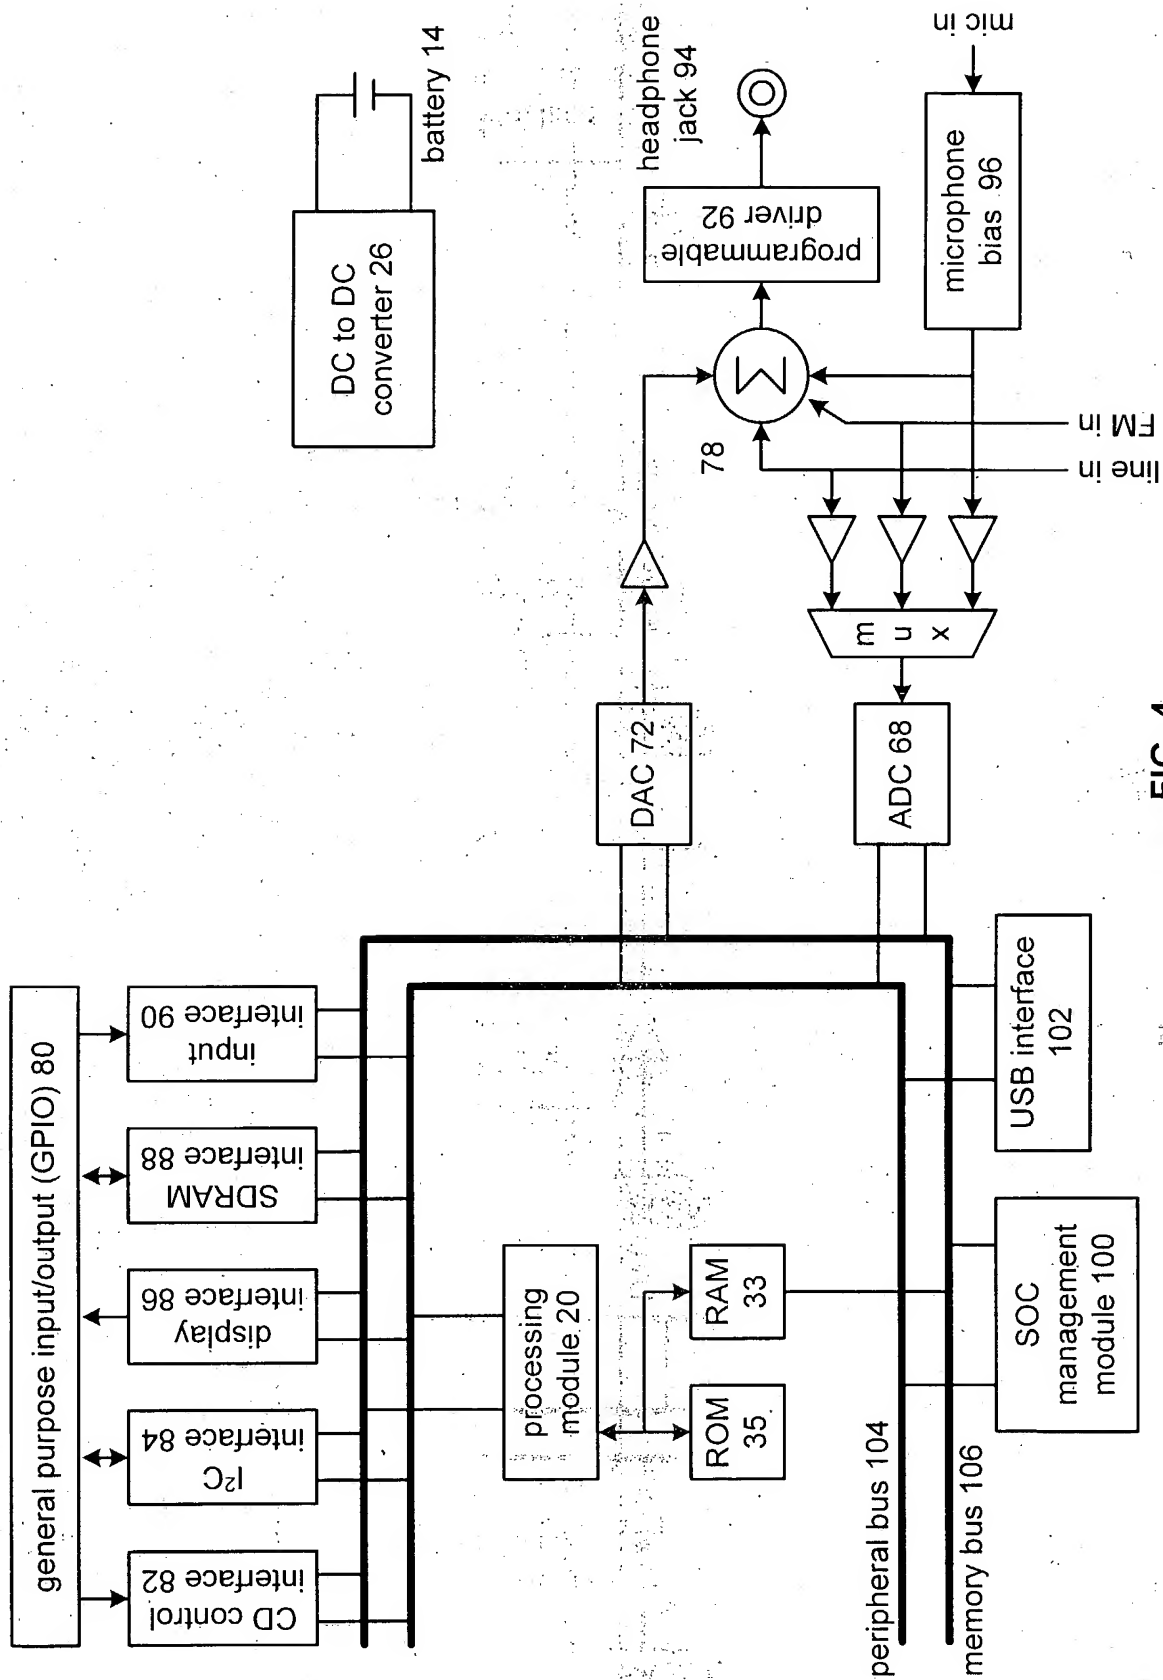 general purpose input/output (GPIO) 80
CD control
interface 82
I²C
interface 84
display
interface 86
SDRAM
interface 88
input
interface 90
processing
module 20
ROM
35
RAM
33
peripheral bus 104
memory bus 106
SOC
management
module 100
USB interface
102
DAC 72
ADC 68
m
u
x
78
Σ
line in
FM in
mic in
microphone
bias 96
programmable
driver 92
headphone
jack 94
DC to DC
converter 26
battery 14